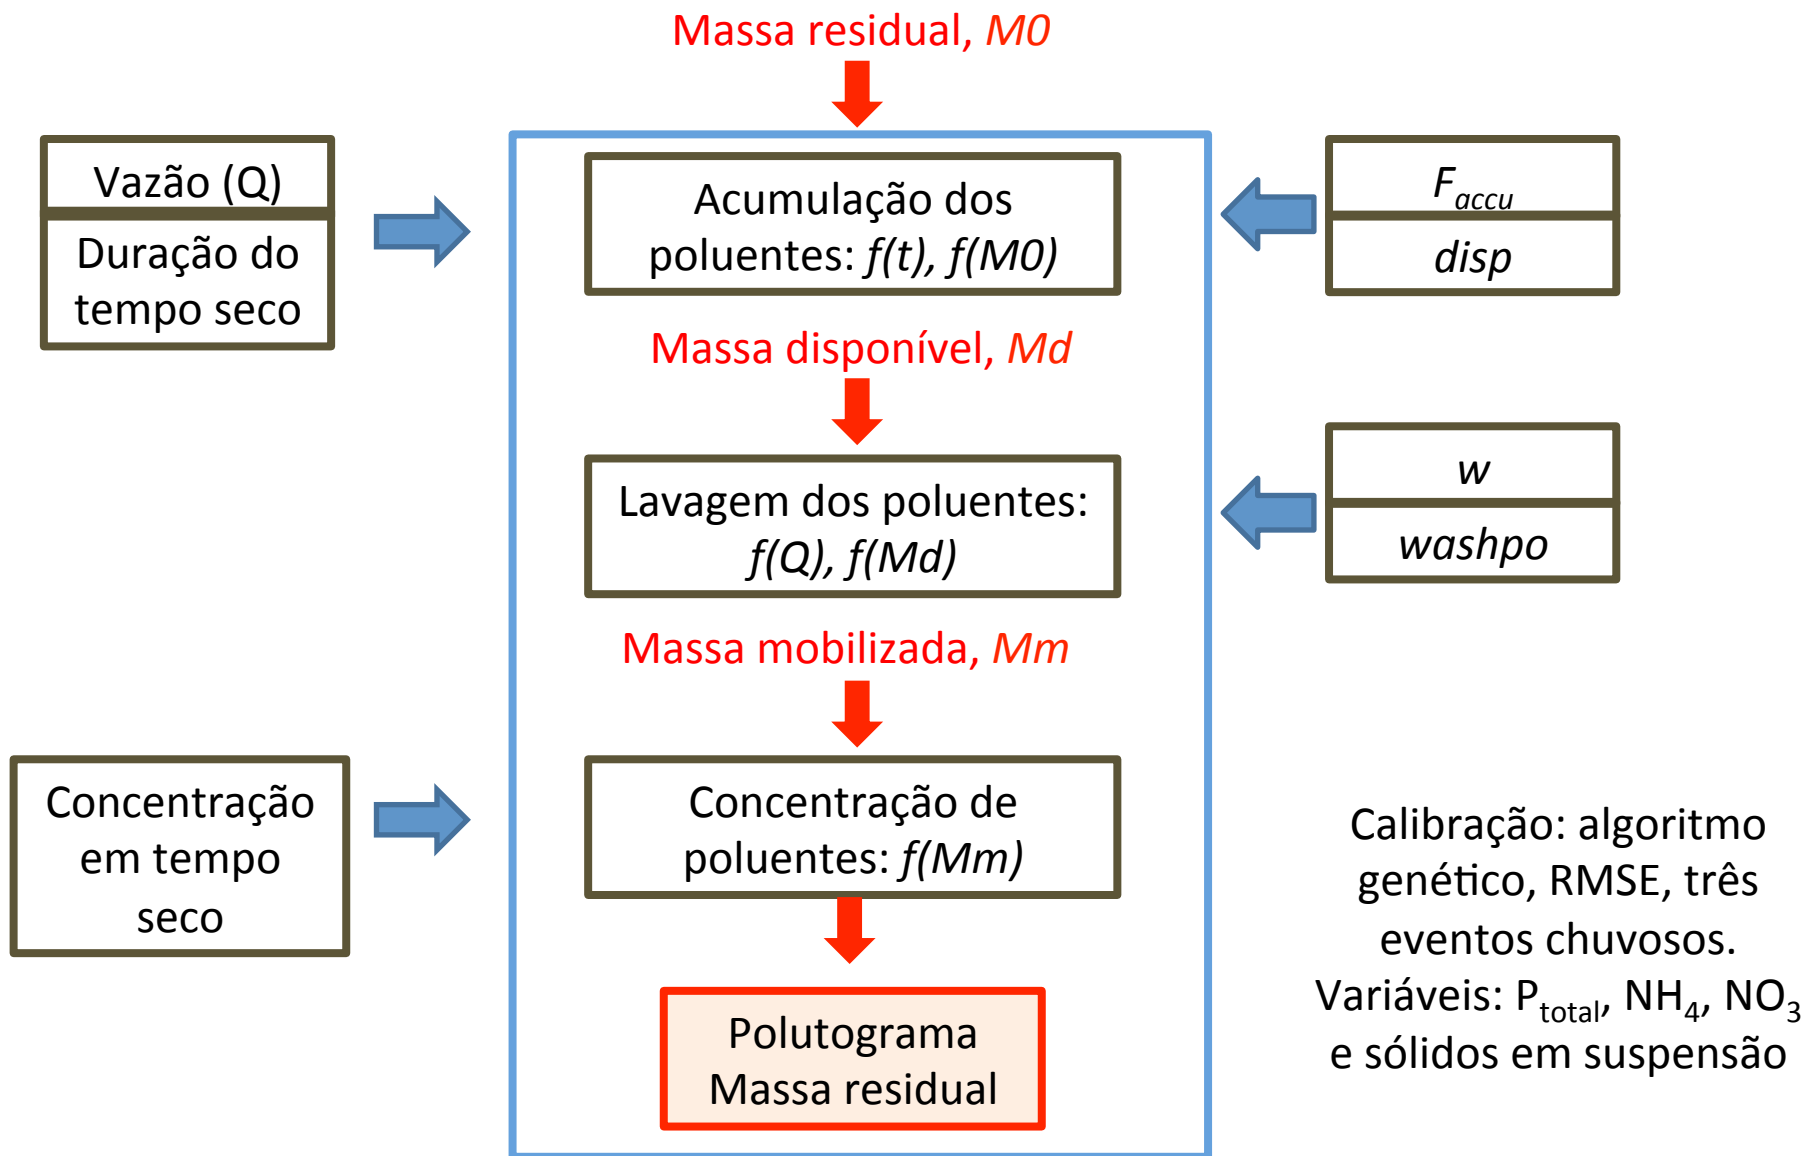 Massa residual, M0
Vazão (Q)
Duração do
tempo seco
Acumulação dos
poluentes: f(t), f(M0)
F_accu
disp
Massa disponível, Md
Lavagem dos poluentes:
f(Q), f(Md)
w
washpo
Massa mobilizada, Mm
Concentração
em tempo
seco
Concentração de
poluentes: f(Mm)
Polutograma
Massa residual
Calibração: algoritmo
genético, RMSE, três
eventos chuvosos.
Variáveis: P_total, NH₄, NO₃
e sólidos em suspensão